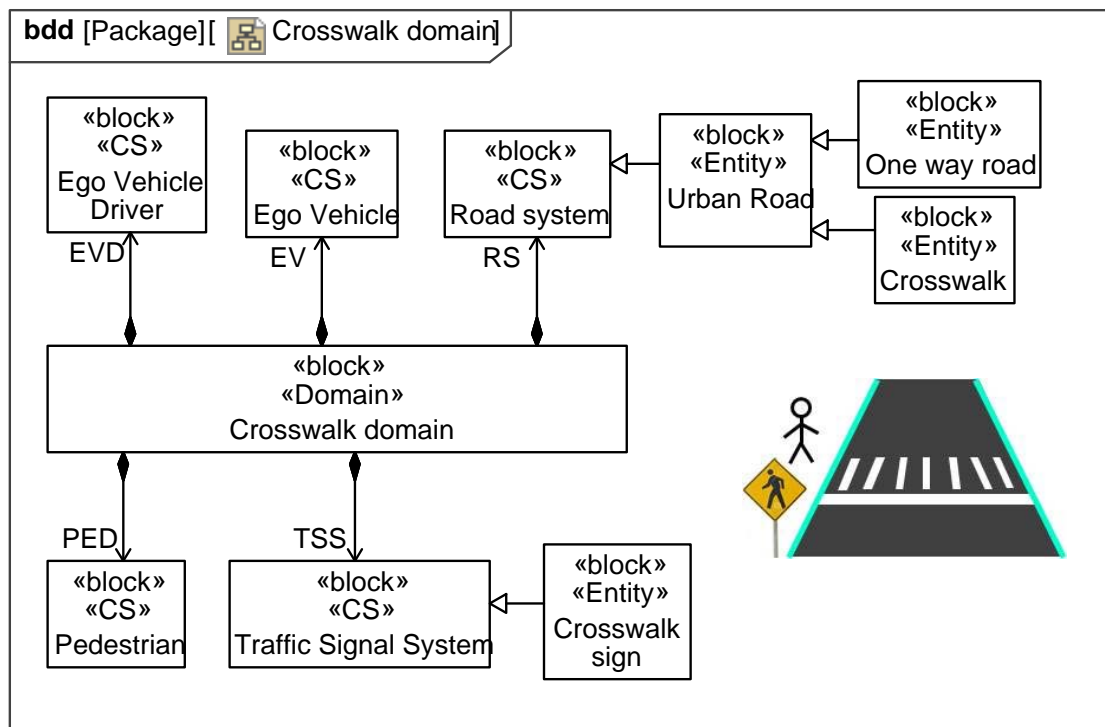 bdd [Package][ Crosswalk domain]
«block»
«CS»
Ego Vehicle
Driver
«block»
«CS»
Ego Vehicle
«block»
«CS»
Road system
«block»
«Entity»
Urban Road
«block»
«Entity»
One way road
«block»
«Entity»
Crosswalk
EVD
EV
RS
«block»
«Domain»
Crosswalk domain
PED
TSS
«block»
«CS»
Pedestrian
«block»
«CS»
Traffic Signal System
«block»
«Entity»
Crosswalk
sign